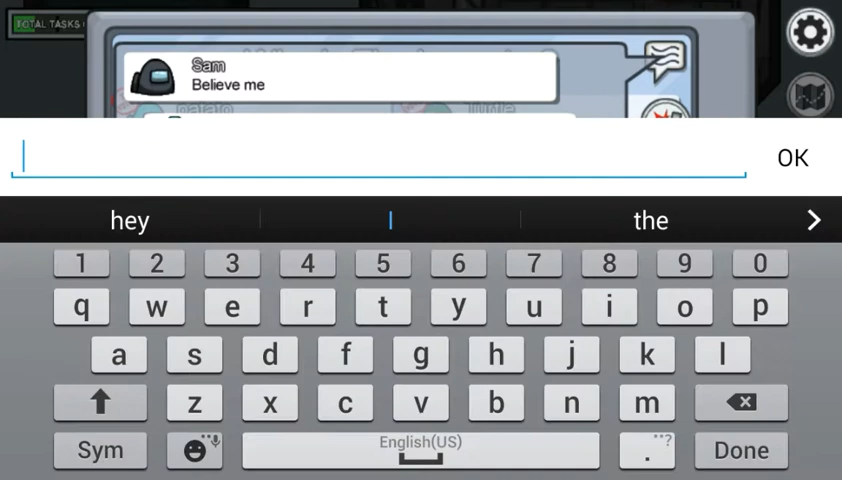 TOTAL TASKS
Sam
Believe me
OK
hey I the
1 2 3 4 5 6 7 8 9 0
q w e r t y u i o p
a s d f g h j k l
z x c v b n m
Sym English(US) . ..? Done